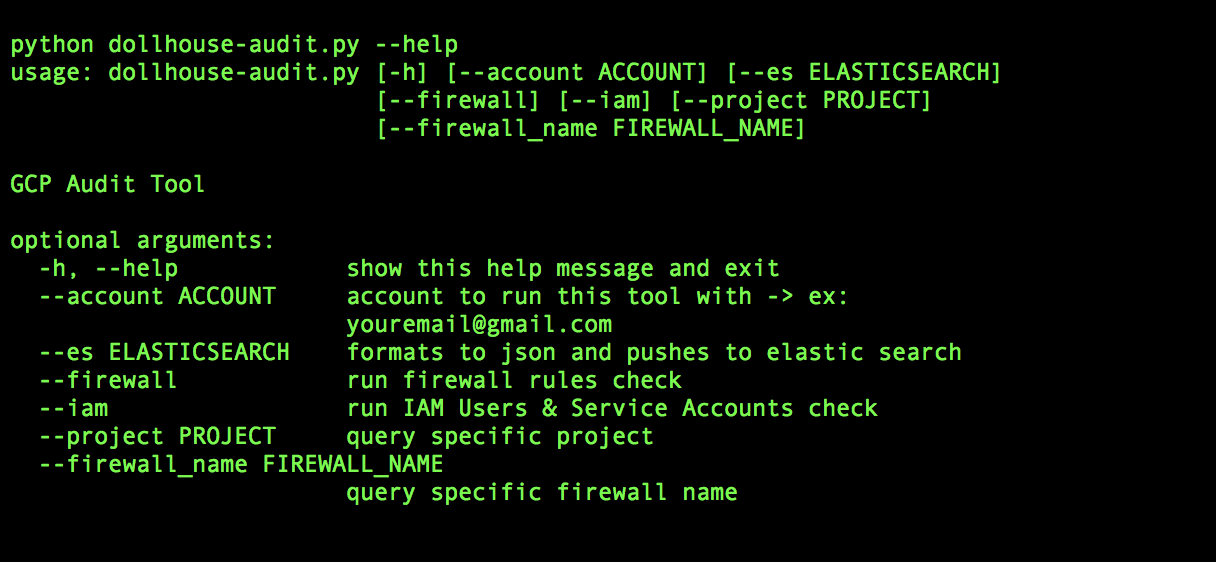 python dollhouse-audit.py --help
usage: dollhouse-audit.py [-h] [--account ACCOUNT] [--es ELASTICSEARCH]
                          [--firewall] [--iam] [--project PROJECT]
                          [--firewall_name FIREWALL_NAME]

GCP Audit Tool

optional arguments:
  -h, --help            show this help message and exit
  --account ACCOUNT     account to run this tool with -> ex:
                        youremail@gmail.com
  --es ELASTICSEARCH    formats to json and pushes to elastic search
  --firewall            run firewall rules check
  --iam                 run IAM Users & Service Accounts check
  --project PROJECT     query specific project
  --firewall_name FIREWALL_NAME
                        query specific firewall name